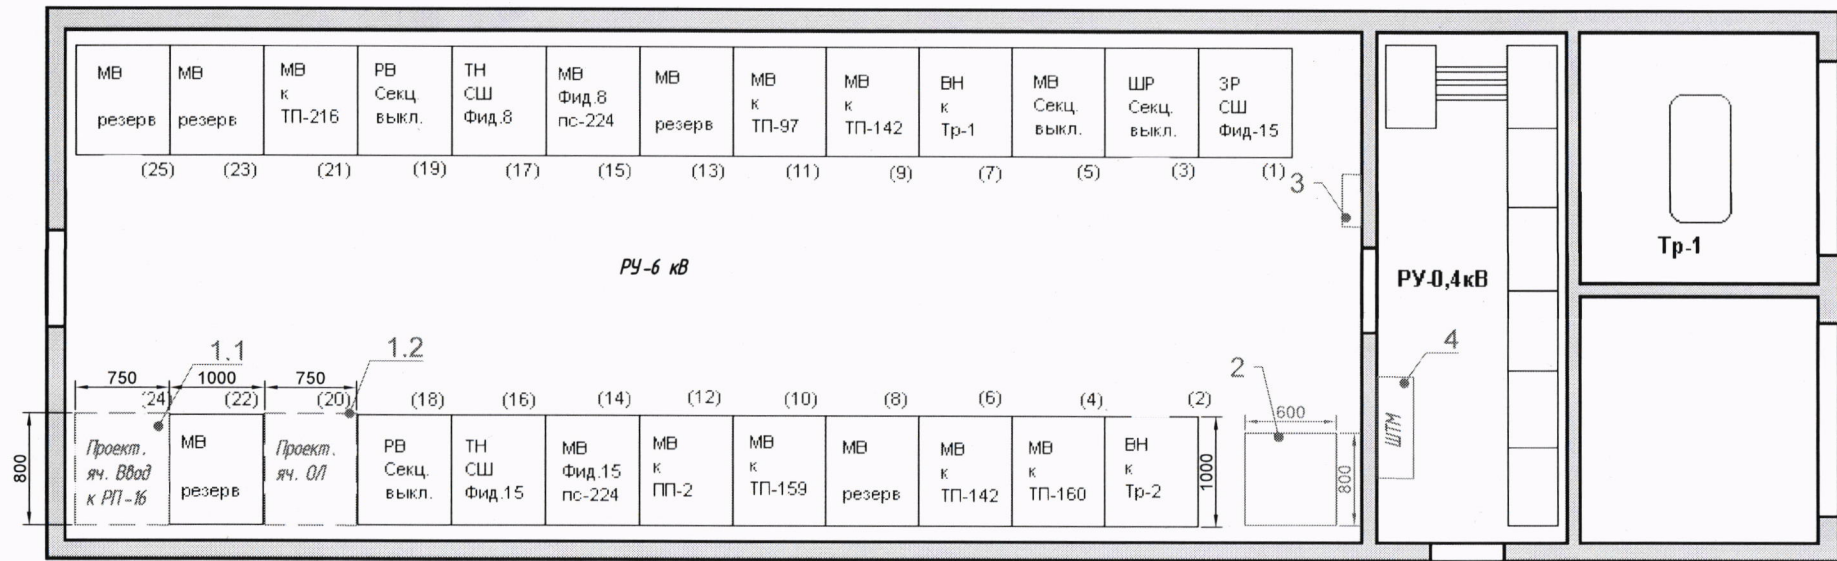 МВ
резерв
МВ
резерв
МВ
к
ТП-216
РВ
Секц.
выкл.
ТН
СШ
Фид.8
МВ
Фид.8
пс-224
МВ
резерв
МВ
к
ТП-97
МВ
к
ТП-142
ВН
к
Тр-1
МВ
Секц.
выкл.
ШР
Секц.
выкл.
ЗР
СШ
Фид-15
(25) (23) (21) (19) (17) (15) (13) (11) (9) (7) (5) (3) (1)
3
РУ-6 кВ
РУ-0,4кВ
Тр-1
1.1
1.2
2
4
750 1000 750
(24) (22) (20) (18) (16) (14) (12) (10) (8) (6) (4) (2)
800
Проект.
яч. Ввод
к РП-16
МВ
резерв
Проект.
яч. ОЛ
РВ
Секц.
выкл.
ТН
СШ
Фид.15
МВ
Фид.15
пс-224
МВ
к
ПП-2
МВ
к
ТП-159
МВ
резерв
МВ
к
ТП-142
МВ
к
ТП-160
ВН
к
Тр-2
1000
600
800
ШТМ